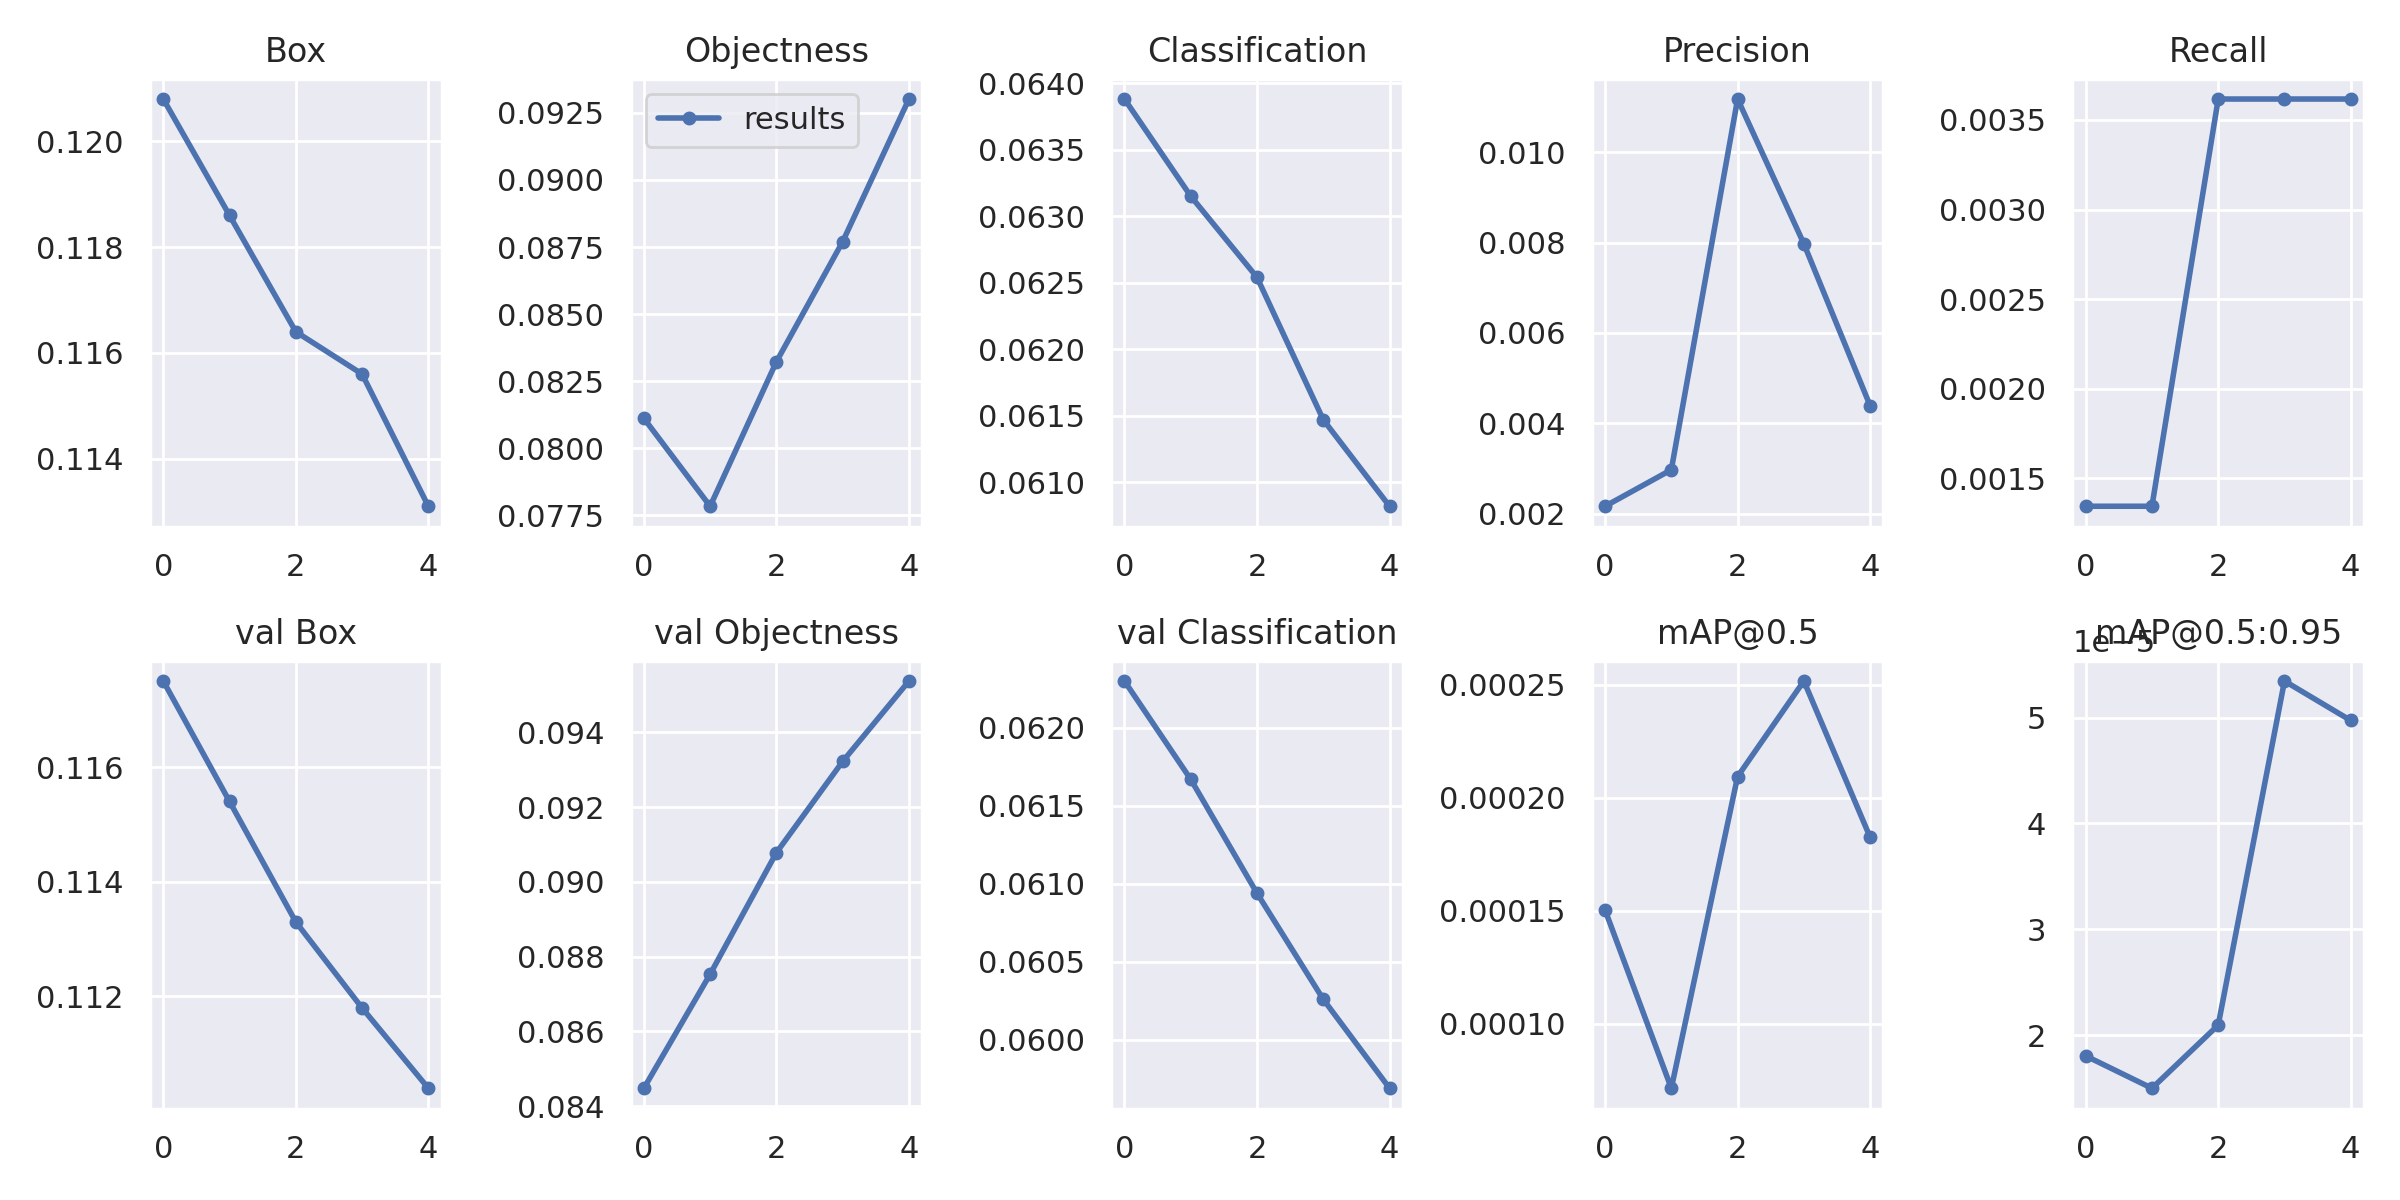 Box
0.120
0.118
0.116
0.114
0 2 4
Objectness
results
0.0925
0.0900
0.0875
0.0850
0.0825
0.0800
0.0775
0 2 4
Classification
0.0640
0.0635
0.0630
0.0625
0.0620
0.0615
0.0610
0 2 4
Precision
0.010
0.008
0.006
0.004
0.002
0 2 4
Recall
0.0035
0.0030
0.0025
0.0020
0.0015
0 2 4
val Box
0.116
0.114
0.112
0 2 4
val Objectness
0.094
0.092
0.090
0.088
0.086
0.084
0 2 4
val Classification
0.0620
0.0615
0.0610
0.0605
0.0600
0 2 4
mAP@0.5
0.00025
0.00020
0.00015
0.00010
0 2 4
mAP@0.5:0.95
1e−5
5
4
3
2
0 2 4